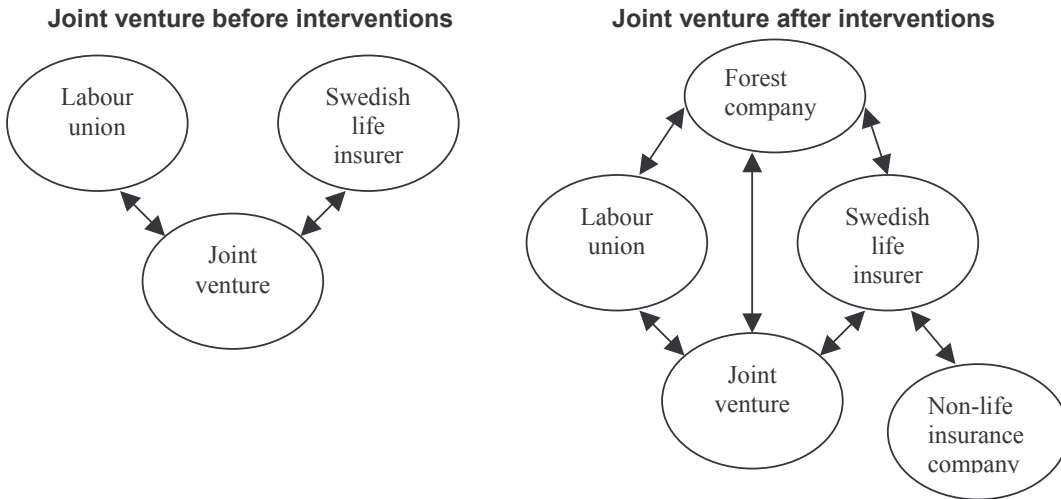 Joint venture before interventions
Labour
union
Swedish
life
insurer
Joint
venture
Joint venture after interventions
Forest
company
Labour
union
Swedish
life
insurer
Joint
venture
Non-life
insurance
company